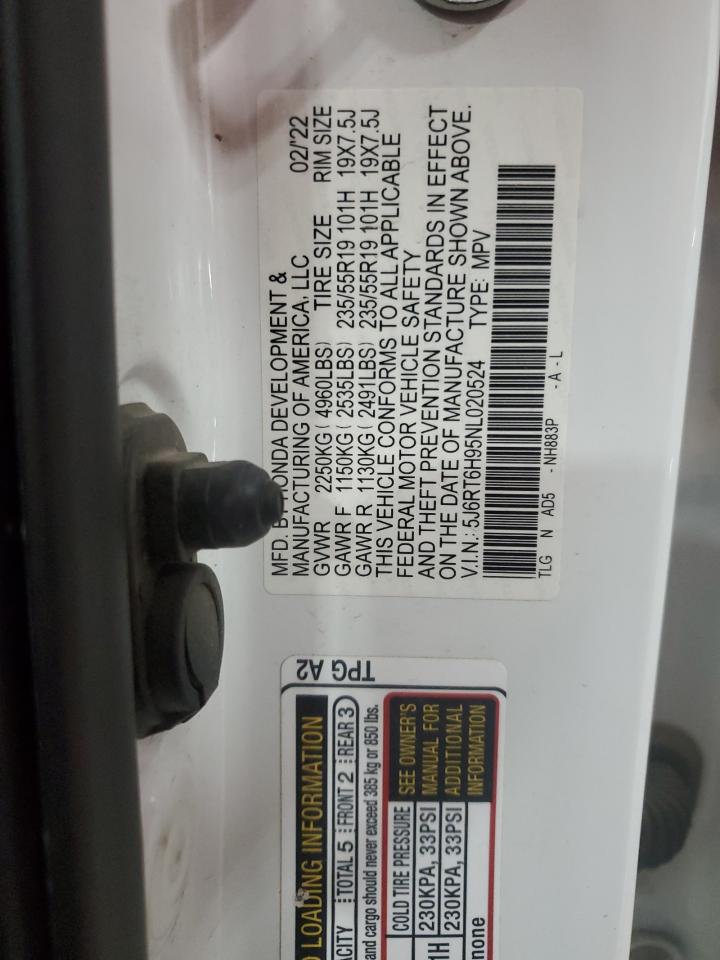 MFD. BY HONDA DEVELOPMENT &
MANUFACTURING OF AMERICA, LLC 02/'22
GVWR 2250KG ( 4960LBS) TIRE SIZE RIM SIZE
GAWR F 1150KG ( 2535LBS) 235/55R19 101H 19X7.5J
GAWR R 1130KG ( 2491LBS) 235/55R19 101H 19X7.5J
THIS VEHICLE CONFORMS TO ALL APPLICABLE
FEDERAL MOTOR VEHICLE SAFETY
AND THEFT PREVENTION STANDARDS IN EFFECT
ON THE DATE OF MANUFACTURE SHOWN ABOVE.
V.I.N.: 5J6RT6H95NL020524 TYPE: MPV
TLG N AD5 - NH883P - A - L
TPG A2
LOADING INFORMATION
TOTAL 5 FRONT 2 REAR 3
and cargo should never exceed 385 kg or 850 lbs.
COLD TIRE PRESSURE
230KPA, 33PSI
230KPA, 33PSI
SEE OWNER'S
MANUAL FOR
ADDITIONAL
INFORMATION